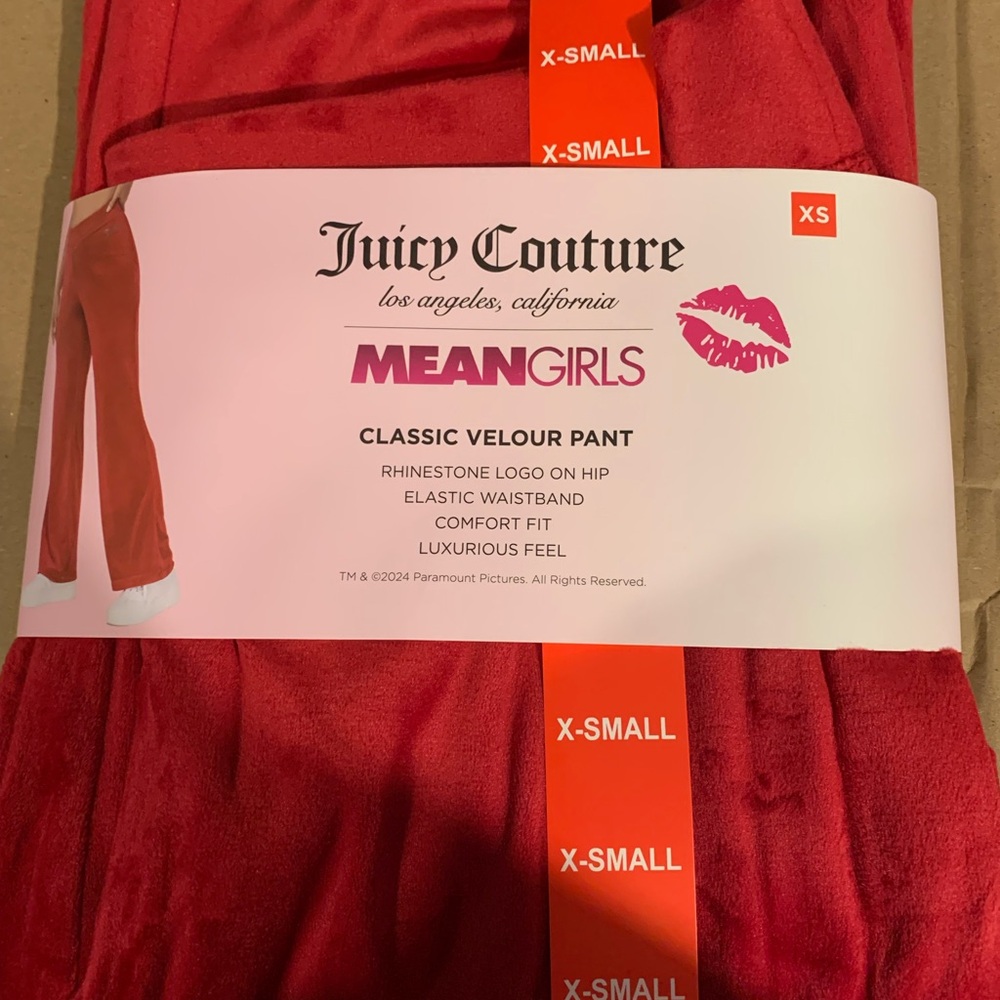 X-SMALL
X-SMALL
XS
Juicy Couture
los angeles, california
MEANGIRLS
CLASSIC VELOUR PANT
RHINESTONE LOGO ON HIP
ELASTIC WAISTBAND
COMFORT FIT
LUXURIOUS FEEL
TM & ©2024 Paramount Pictures. All Rights Reserved.
X-SMALL
X-SMALL
X-SMALL